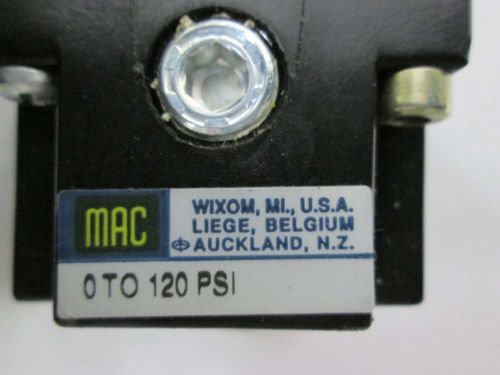 MAC
WIXOM, MI., U.S.A.
LIEGE, BELGIUM
AUCKLAND, N.Z.
0 TO 120 PSI